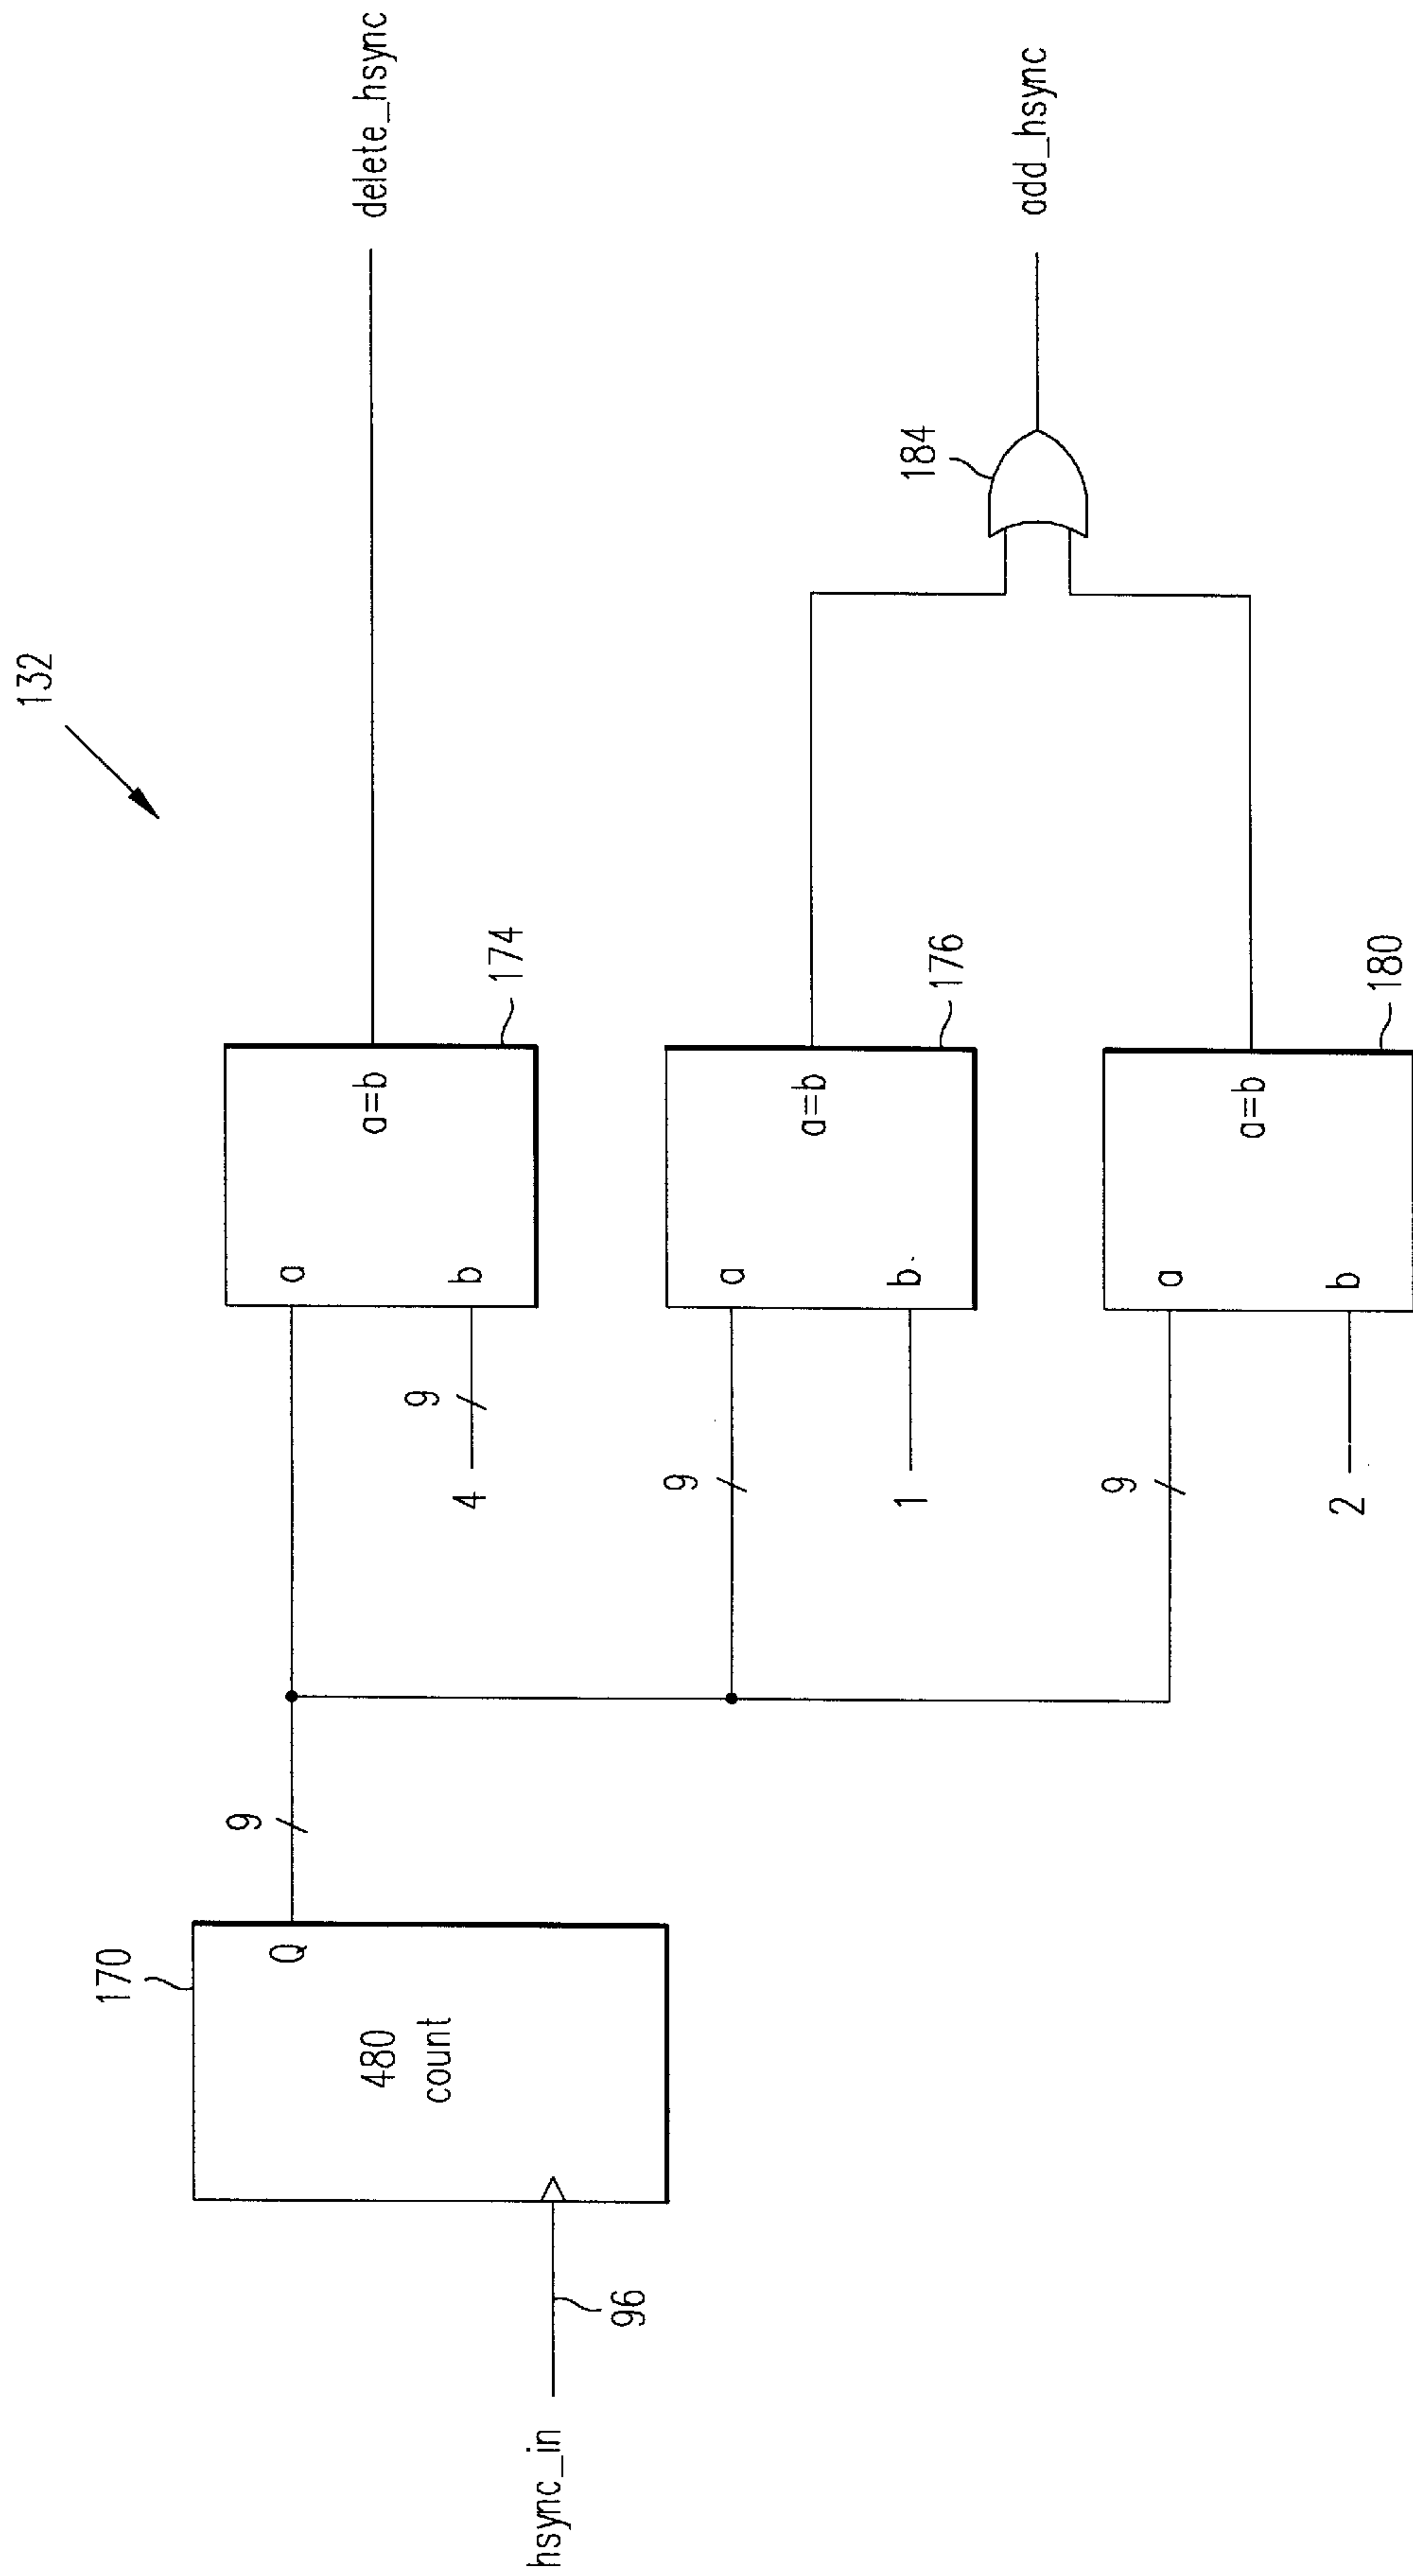 132
hsync_in
96
170
480
count
Q
9
9
9
9
4
1
2
a
b
a=b
174
a
b
a=b
176
a
b
a=b
180
184
delete_hsync
add_hsync